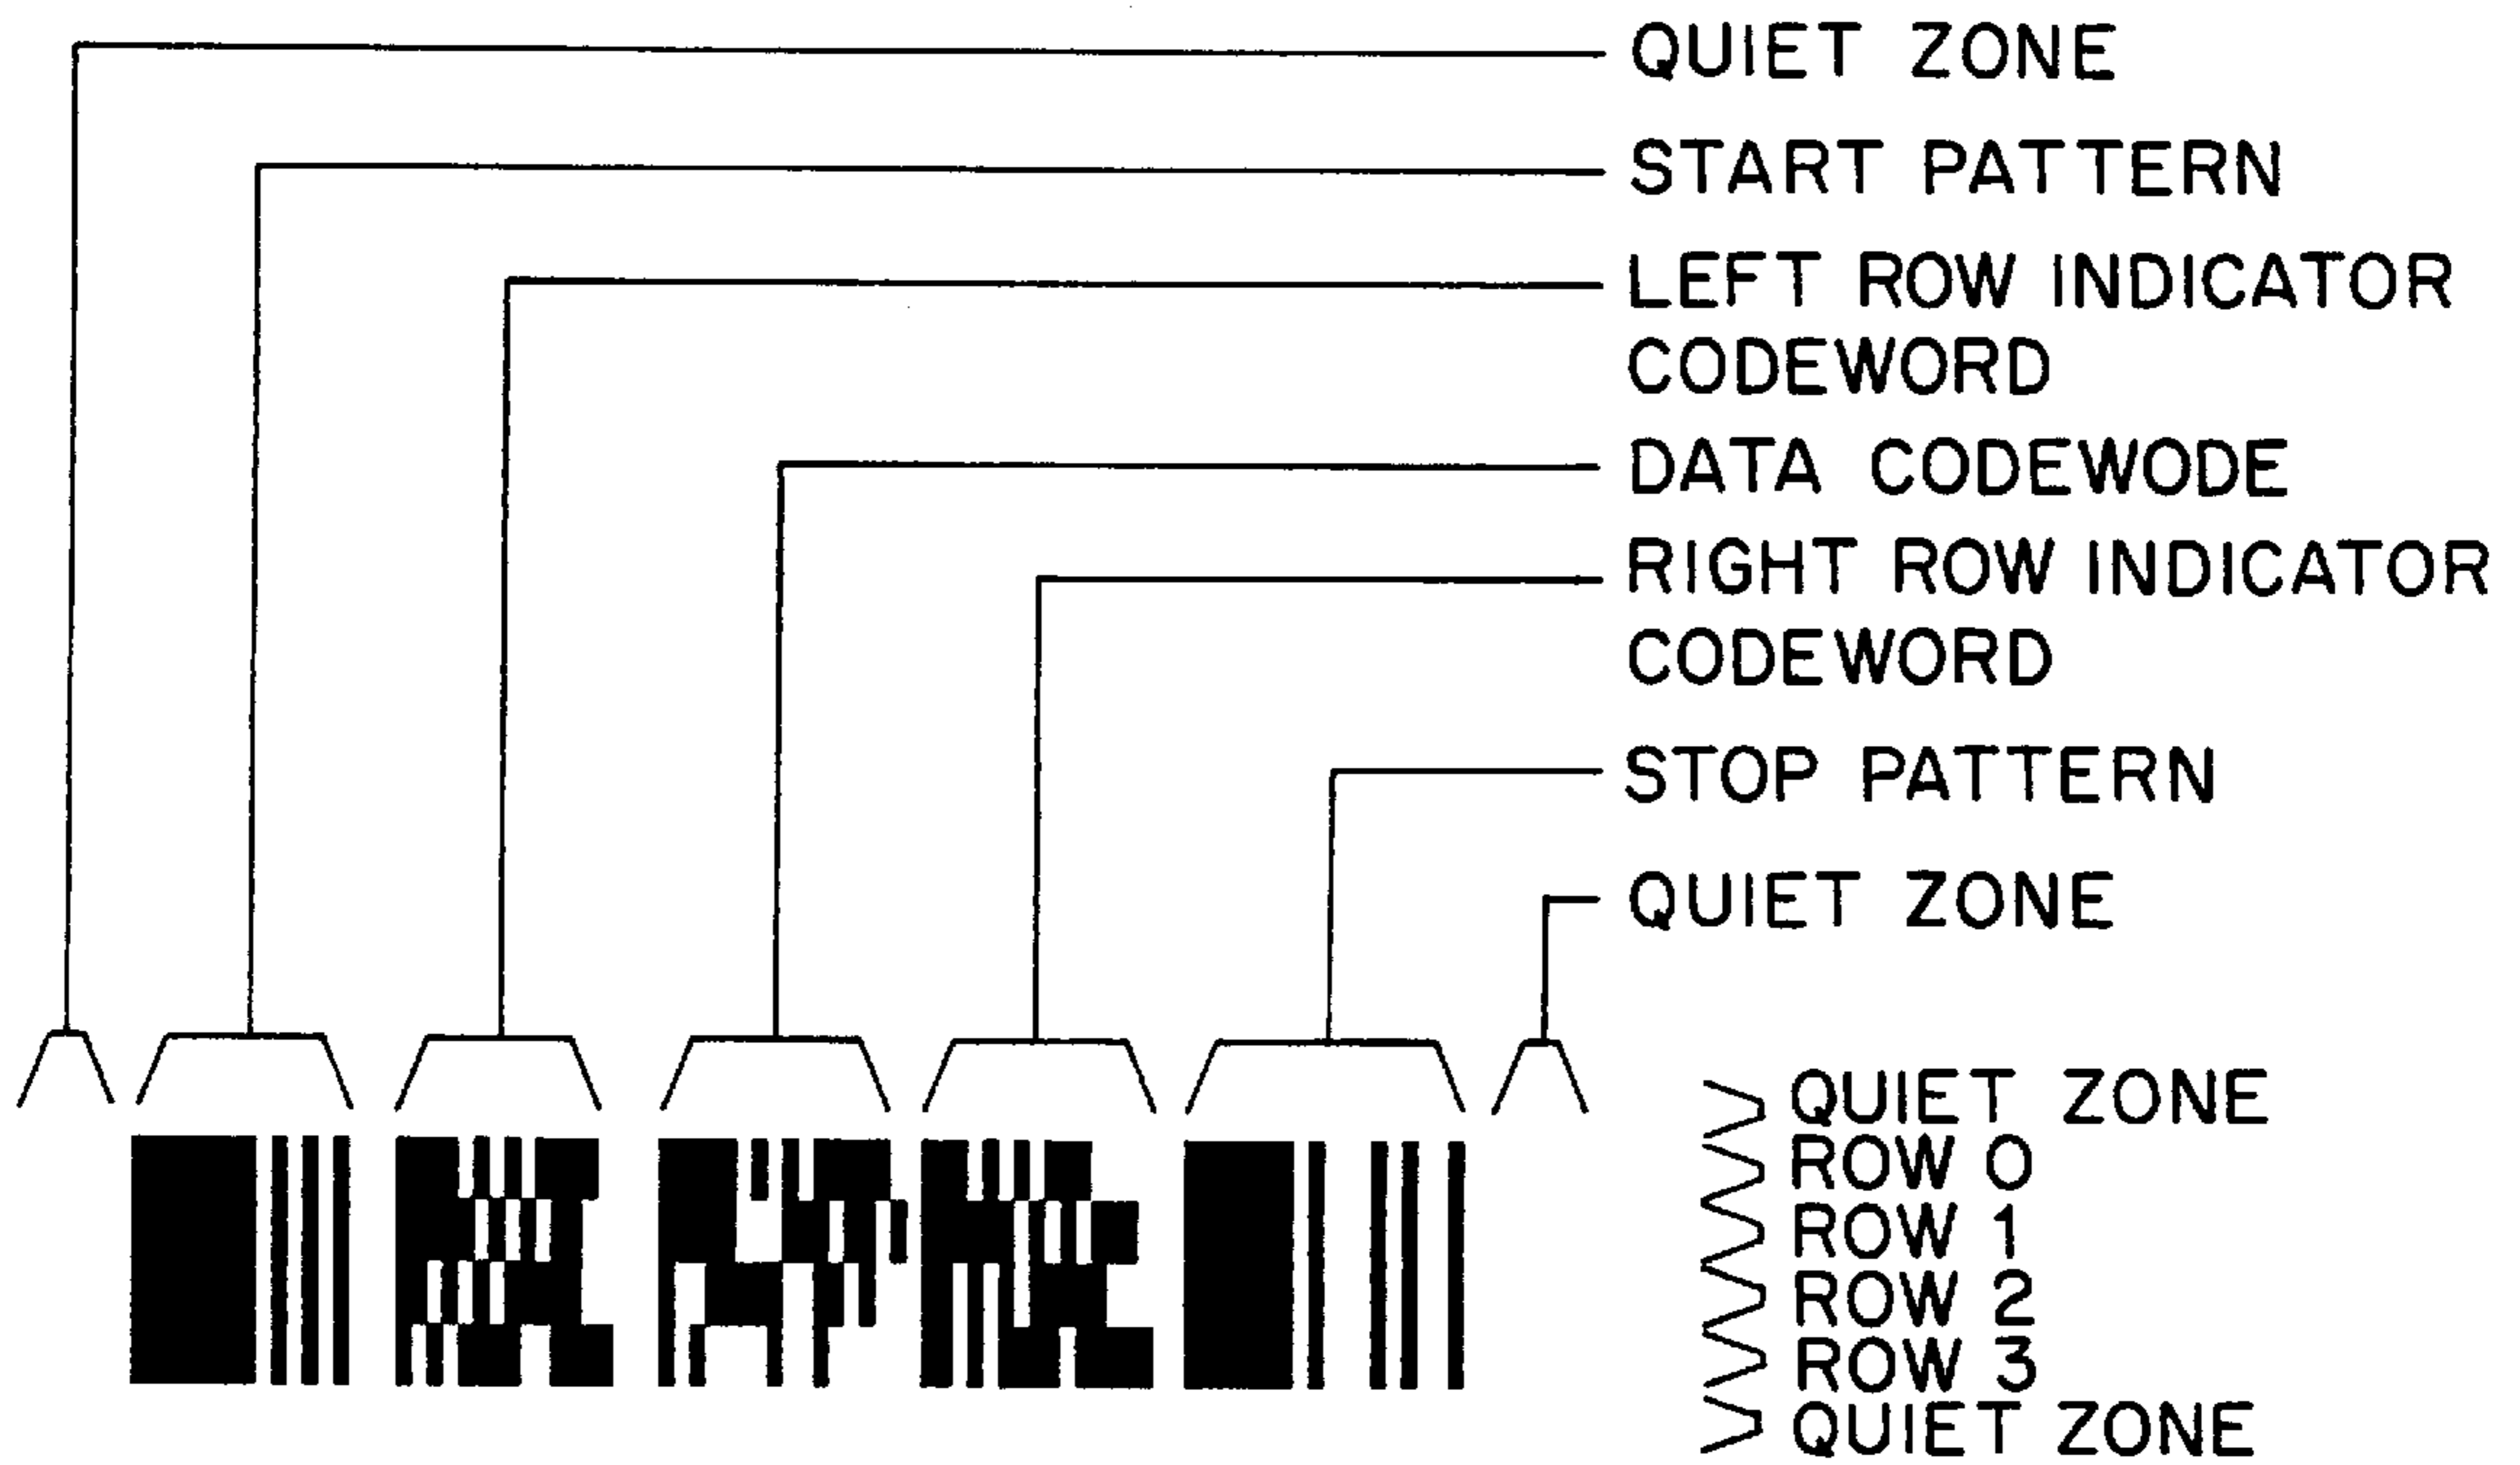 QUIET ZONE
START PATTERN
LEFT ROW INDICATOR
CODEWORD
DATA CODEWODE
RIGHT ROW INDICATOR
CODEWORD
STOP PATTERN
QUIET ZONE
QUIET ZONE
ROW 0
ROW 1
ROW 2
ROW 3
QUIET ZONE